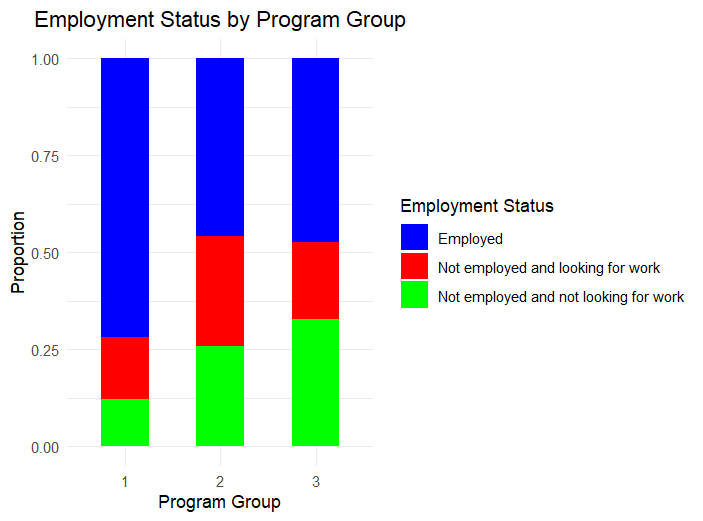 Employment Status by Program Group
1.00
0.75
0.50
0.25
0.00
Proportion
1 2 3
Program Group
Employment Status
Employed
Not employed and looking for work
Not employed and not looking for work